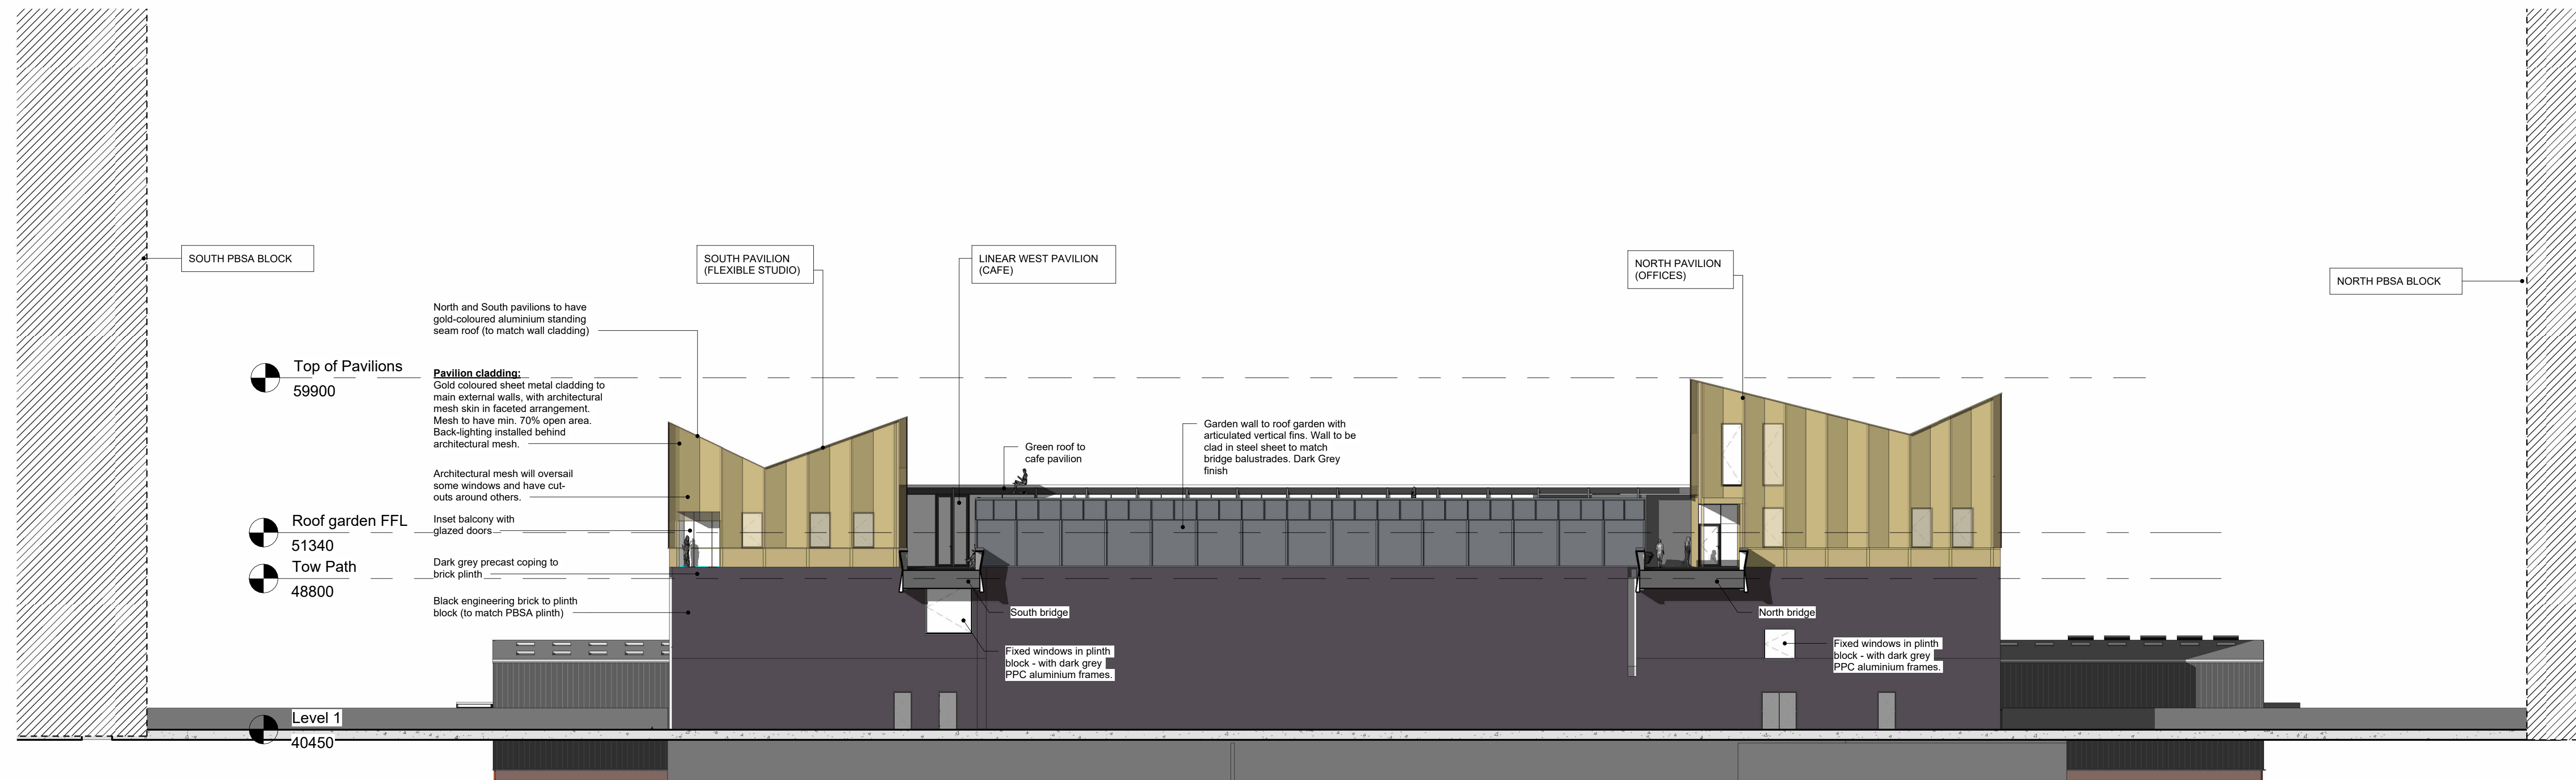 SOUTH PBSA BLOCK
SOUTH PAVILION
(FLEXIBLE STUDIO)
LINEAR WEST PAVILION
(CAFE)
NORTH PAVILION
(OFFICES)
NORTH PBSA BLOCK
North and South pavilions to have
gold-coloured aluminium standing
seam roof (to match wall cladding)
Top of Pavilions
59900
Pavilion cladding:
Gold coloured sheet metal cladding to
main external walls, with architectural
mesh skin in faceted arrangement.
Mesh to have min. 70% open area.
Back-lighting installed behind
architectural mesh.
Architectural mesh will oversail
some windows and have cut-
outs around others.
Green roof to
cafe pavilion
Garden wall to roof garden with
articulated vertical fins. Wall to be
clad in steel sheet to match
bridge balustrades. Dark Grey
finish
Roof garden FFL
51340
Inset balcony with
glazed doors
Tow Path
48800
Dark grey precast coping to
brick plinth
Black engineering brick to plinth
block (to match PBSA plinth)
South bridge
North bridge
Fixed windows in plinth
block - with dark grey
PPC aluminium frames.
Fixed windows in plinth
block - with dark grey
PPC aluminium frames.
Level 1
40450